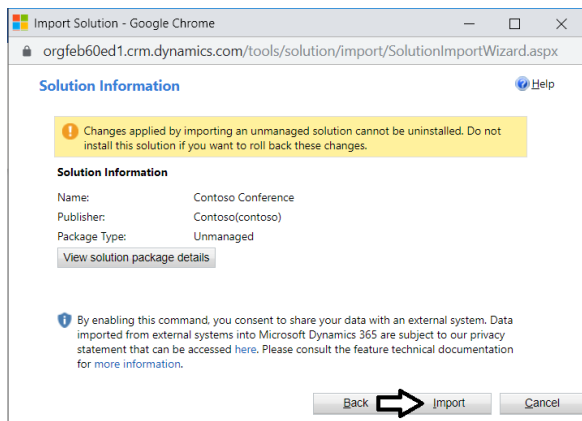 Import Solution - Google Chrome
orgfeb60ed1.crm.dynamics.com/tools/solution/import/SolutionImportWizard.aspx
Solution Information
Help
Changes applied by importing an unmanaged solution cannot be uninstalled. Do not
install this solution if you want to roll back these changes.
Solution Information
Name: Contoso Conference
Publisher: Contoso(contoso)
Package Type: Unmanaged
View solution package details
By enabling this command, you consent to share your data with an external system. Data
imported from external systems into Microsoft Dynamics 365 are subject to our privacy
statement that can be accessed here. Please consult the feature technical documentation
for more information.
Back Import Cancel